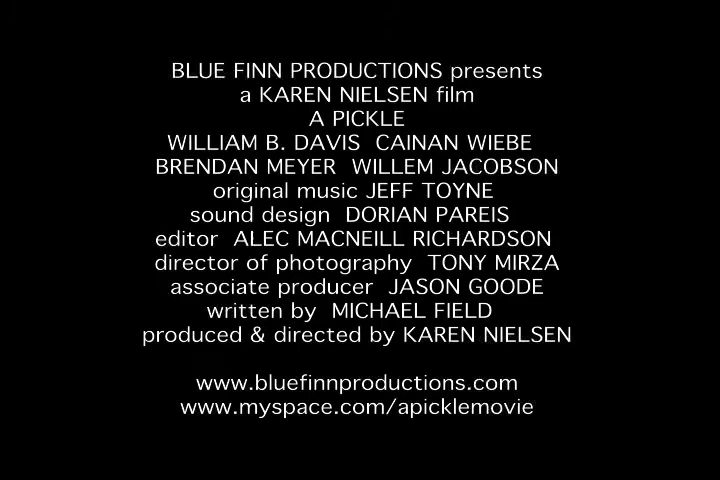 BLUE FINN PRODUCTIONS presents
a KAREN NIELSEN film
A PICKLE
WILLIAM B. DAVIS CAINAN WIEBE
BRENDAN MEYER WILLEM JACOBSON
original music JEFF TOYNE
sound design DORIAN PAREIS
editor ALEC MACNEILL RICHARDSON
director of photography TONY MIRZA
associate producer JASON GOODE
written by MICHAEL FIELD
produced & directed by KAREN NIELSEN
www.bluefinnproductions.com
www.myspace.com/apicklemovie